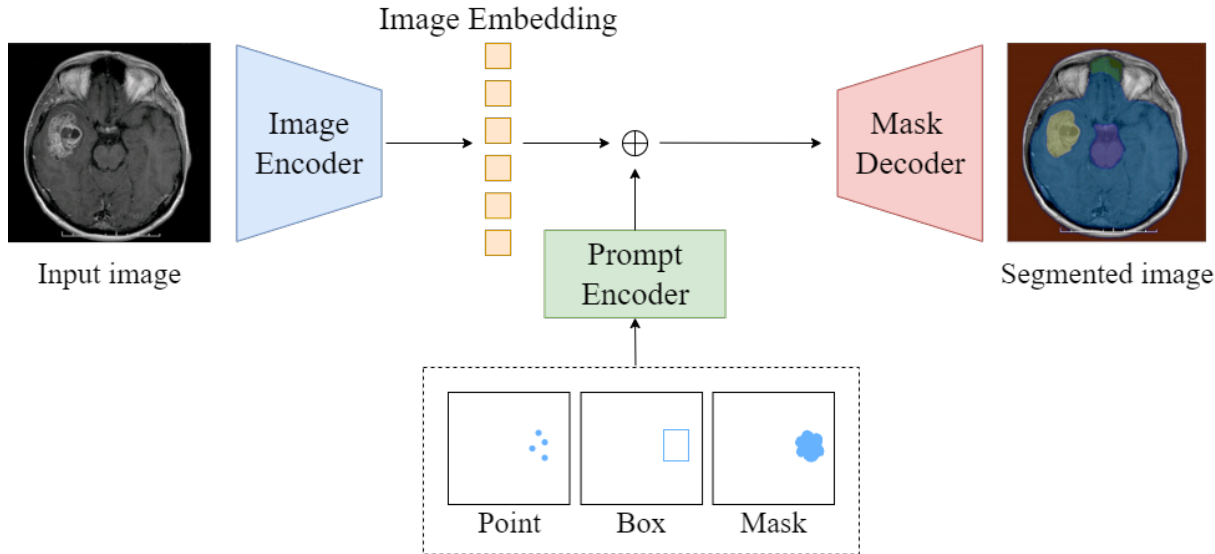 Image Embedding
Image
Encoder
Mask
Decoder
Input image
Prompt
Encoder
Segmented image
Point
Box
Mask